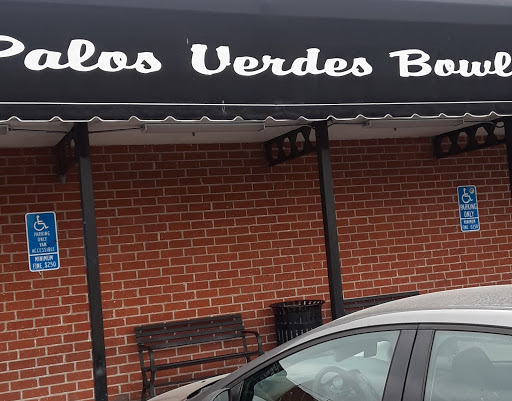 Palos Verdes Bowl
PARKING
ONLY
VAN
ACCESSIBLE
MINIMUM
FINE $250
PARKING
ONLY
MINIMUM
FINE $250